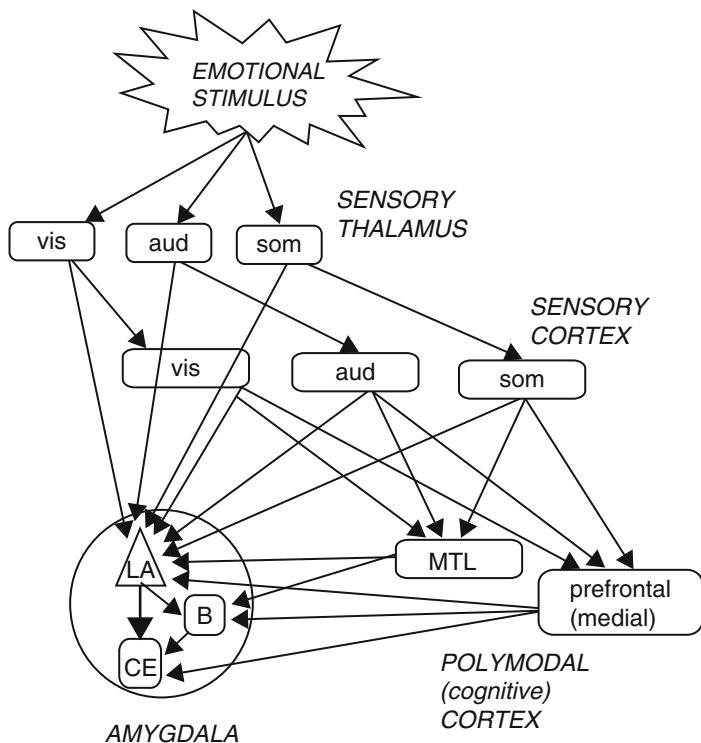 EMOTIONAL
STIMULUS
SENSORY
THALAMUS
vis
aud
som
SENSORY
CORTEX
vis
aud
som
LA
MTL
B
prefrontal
(medial)
CE
POLYMODAL
(cognitive)
CORTEX
AMYGDALA